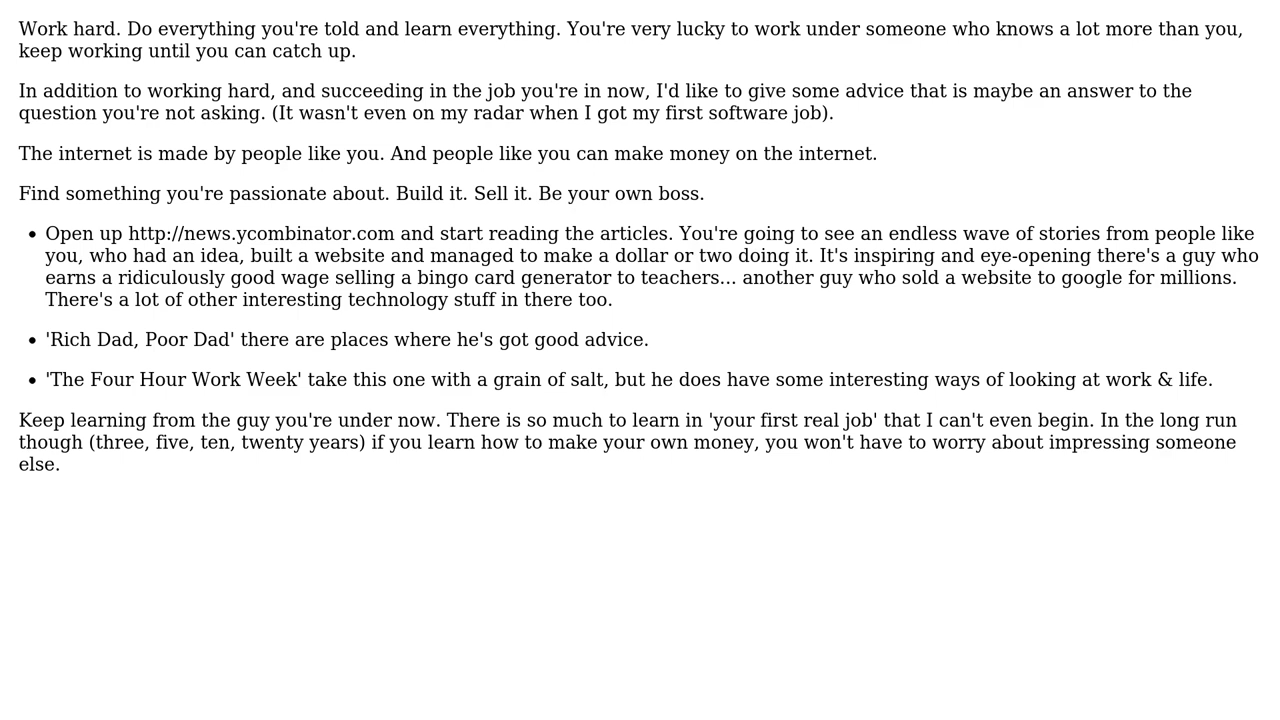 Work hard. Do everything you're told and learn everything. You're very lucky to work under someone who knows a lot more than you,
keep working until you can catch up.
In addition to working hard, and succeeding in the job you're in now, I'd like to give some advice that is maybe an answer to the
question you're not asking. (It wasn't even on my radar when I got my first software job).
The internet is made by people like you. And people like you can make money on the internet.
Find something you're passionate about. Build it. Sell it. Be your own boss.
• Open up http://news.ycombinator.com and start reading the articles. You're going to see an endless wave of stories from people like
you, who had an idea, built a website and managed to make a dollar or two doing it. It's inspiring and eye-opening there's a guy who
earns a ridiculously good wage selling a bingo card generator to teachers... another guy who sold a website to google for millions.
There's a lot of other interesting technology stuff in there too.
• 'Rich Dad, Poor Dad' there are places where he's got good advice.
• 'The Four Hour Work Week' take this one with a grain of salt, but he does have some interesting ways of looking at work & life.
Keep learning from the guy you're under now. There is so much to learn in 'your first real job' that I can't even begin. In the long run
though (three, five, ten, twenty years) if you learn how to make your own money, you won't have to worry about impressing someone
else.